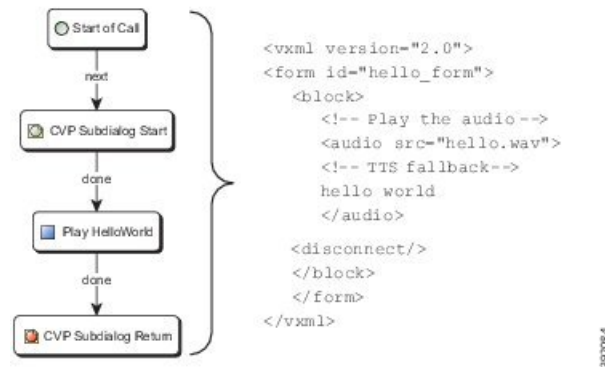 Start of Call
next
CVP Subdialog Start
done
Play HelloWorld
done
CVP Subdialog Return
<vxml version="2.0">
<form id="hello_form">
<block>
<!-- Play the audio-->
<audio src="hello.wav">
<!-- TTS fallback-->
hello world
</audio>
<disconnect/>
</block>
</form>
</vxml>